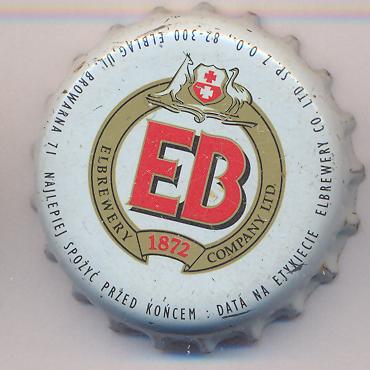 EB
ELBREWERY COMPANY LTD.
1872
ELBREWERY CO LTD SP. Z O.O., 82-300 ELBLĄG, UL. BROWARNA 71
NAJLEPIEJ SPOŻYĆ PRZED KOŃCEM : DATA NA ETYKIECIE